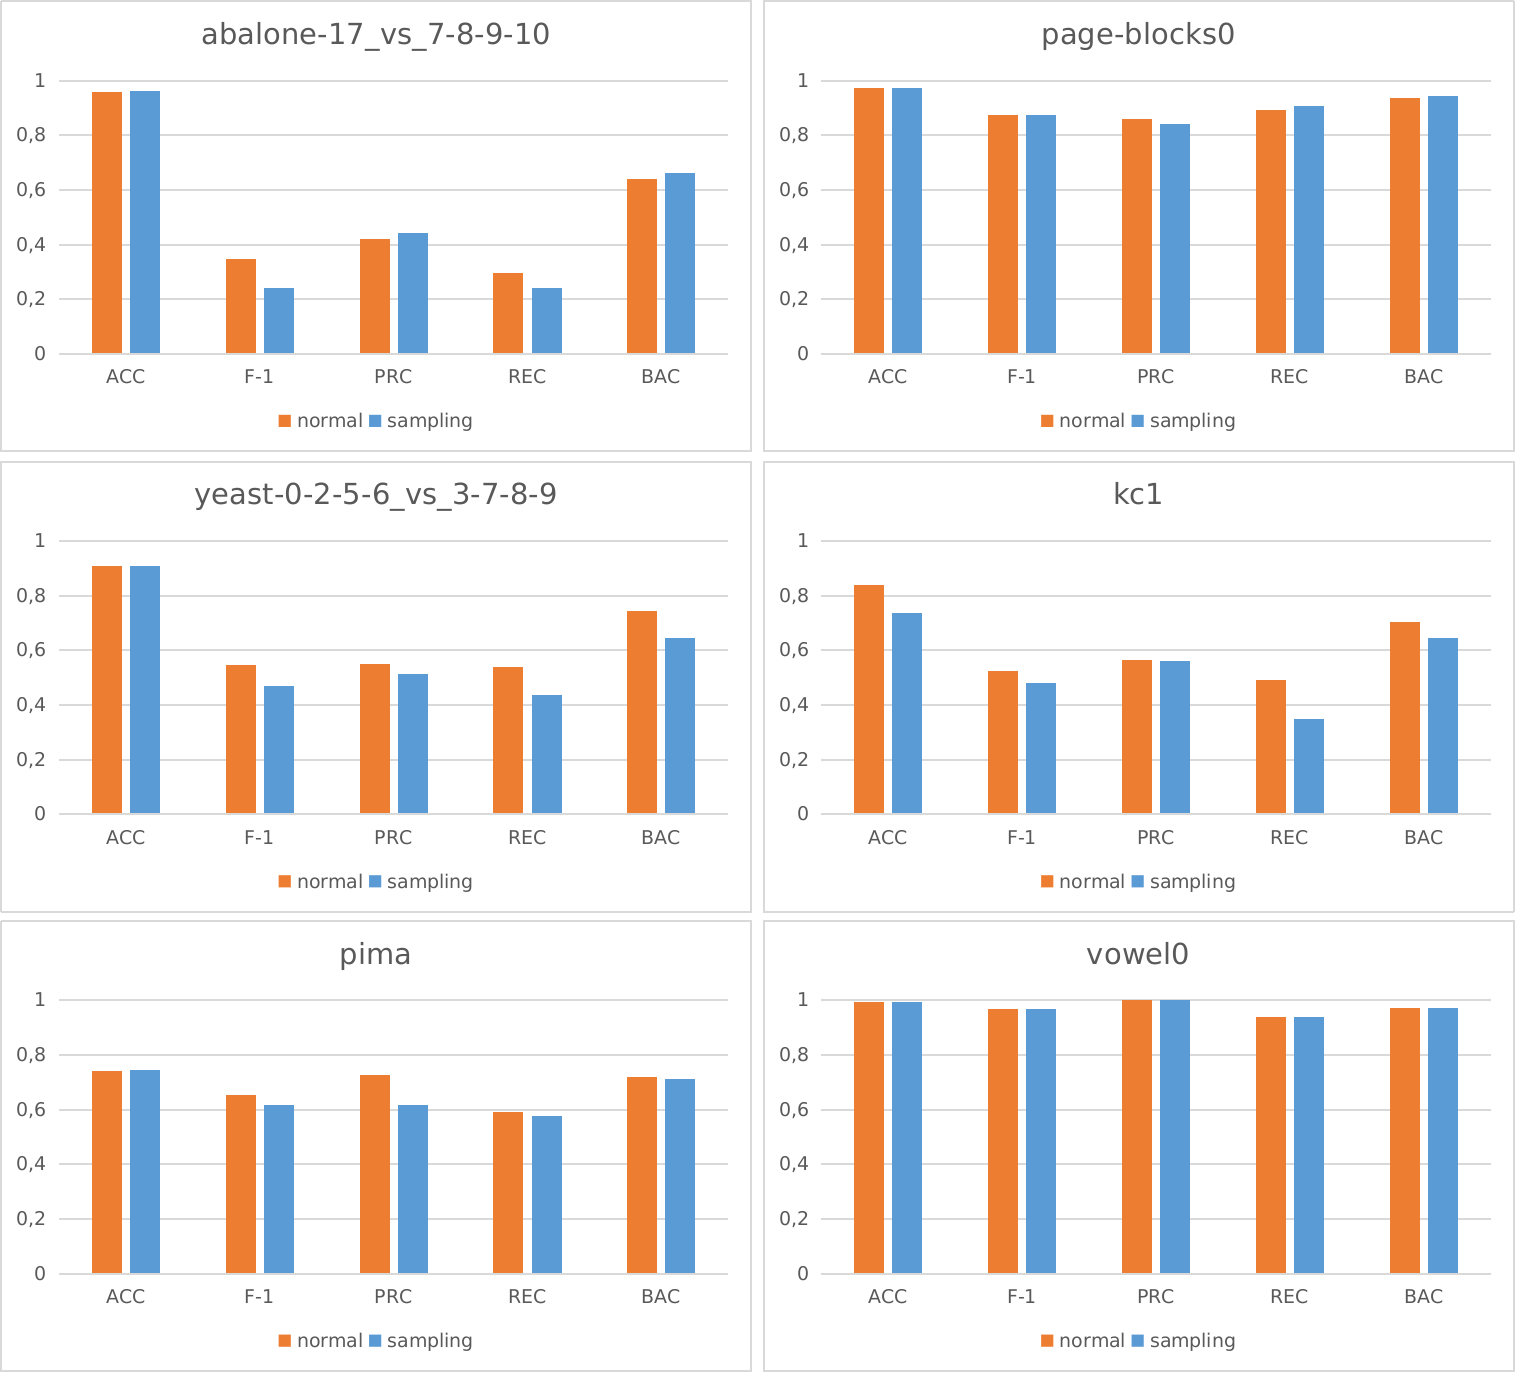 abalone-17_vs_7-8-9-10
1
0,8
0,6
0,4
0,2
0
ACC F-1 PRC REC BAC
normal sampling
page-blocks0
1
0,8
0,6
0,4
0,2
0
ACC F-1 PRC REC BAC
normal sampling
yeast-0-2-5-6_vs_3-7-8-9
1
0,8
0,6
0,4
0,2
0
ACC F-1 PRC REC BAC
normal sampling
kc1
1
0,8
0,6
0,4
0,2
0
ACC F-1 PRC REC BAC
normal sampling
pima
1
0,8
0,6
0,4
0,2
0
ACC F-1 PRC REC BAC
normal sampling
vowel0
1
0,8
0,6
0,4
0,2
0
ACC F-1 PRC REC BAC
normal sampling